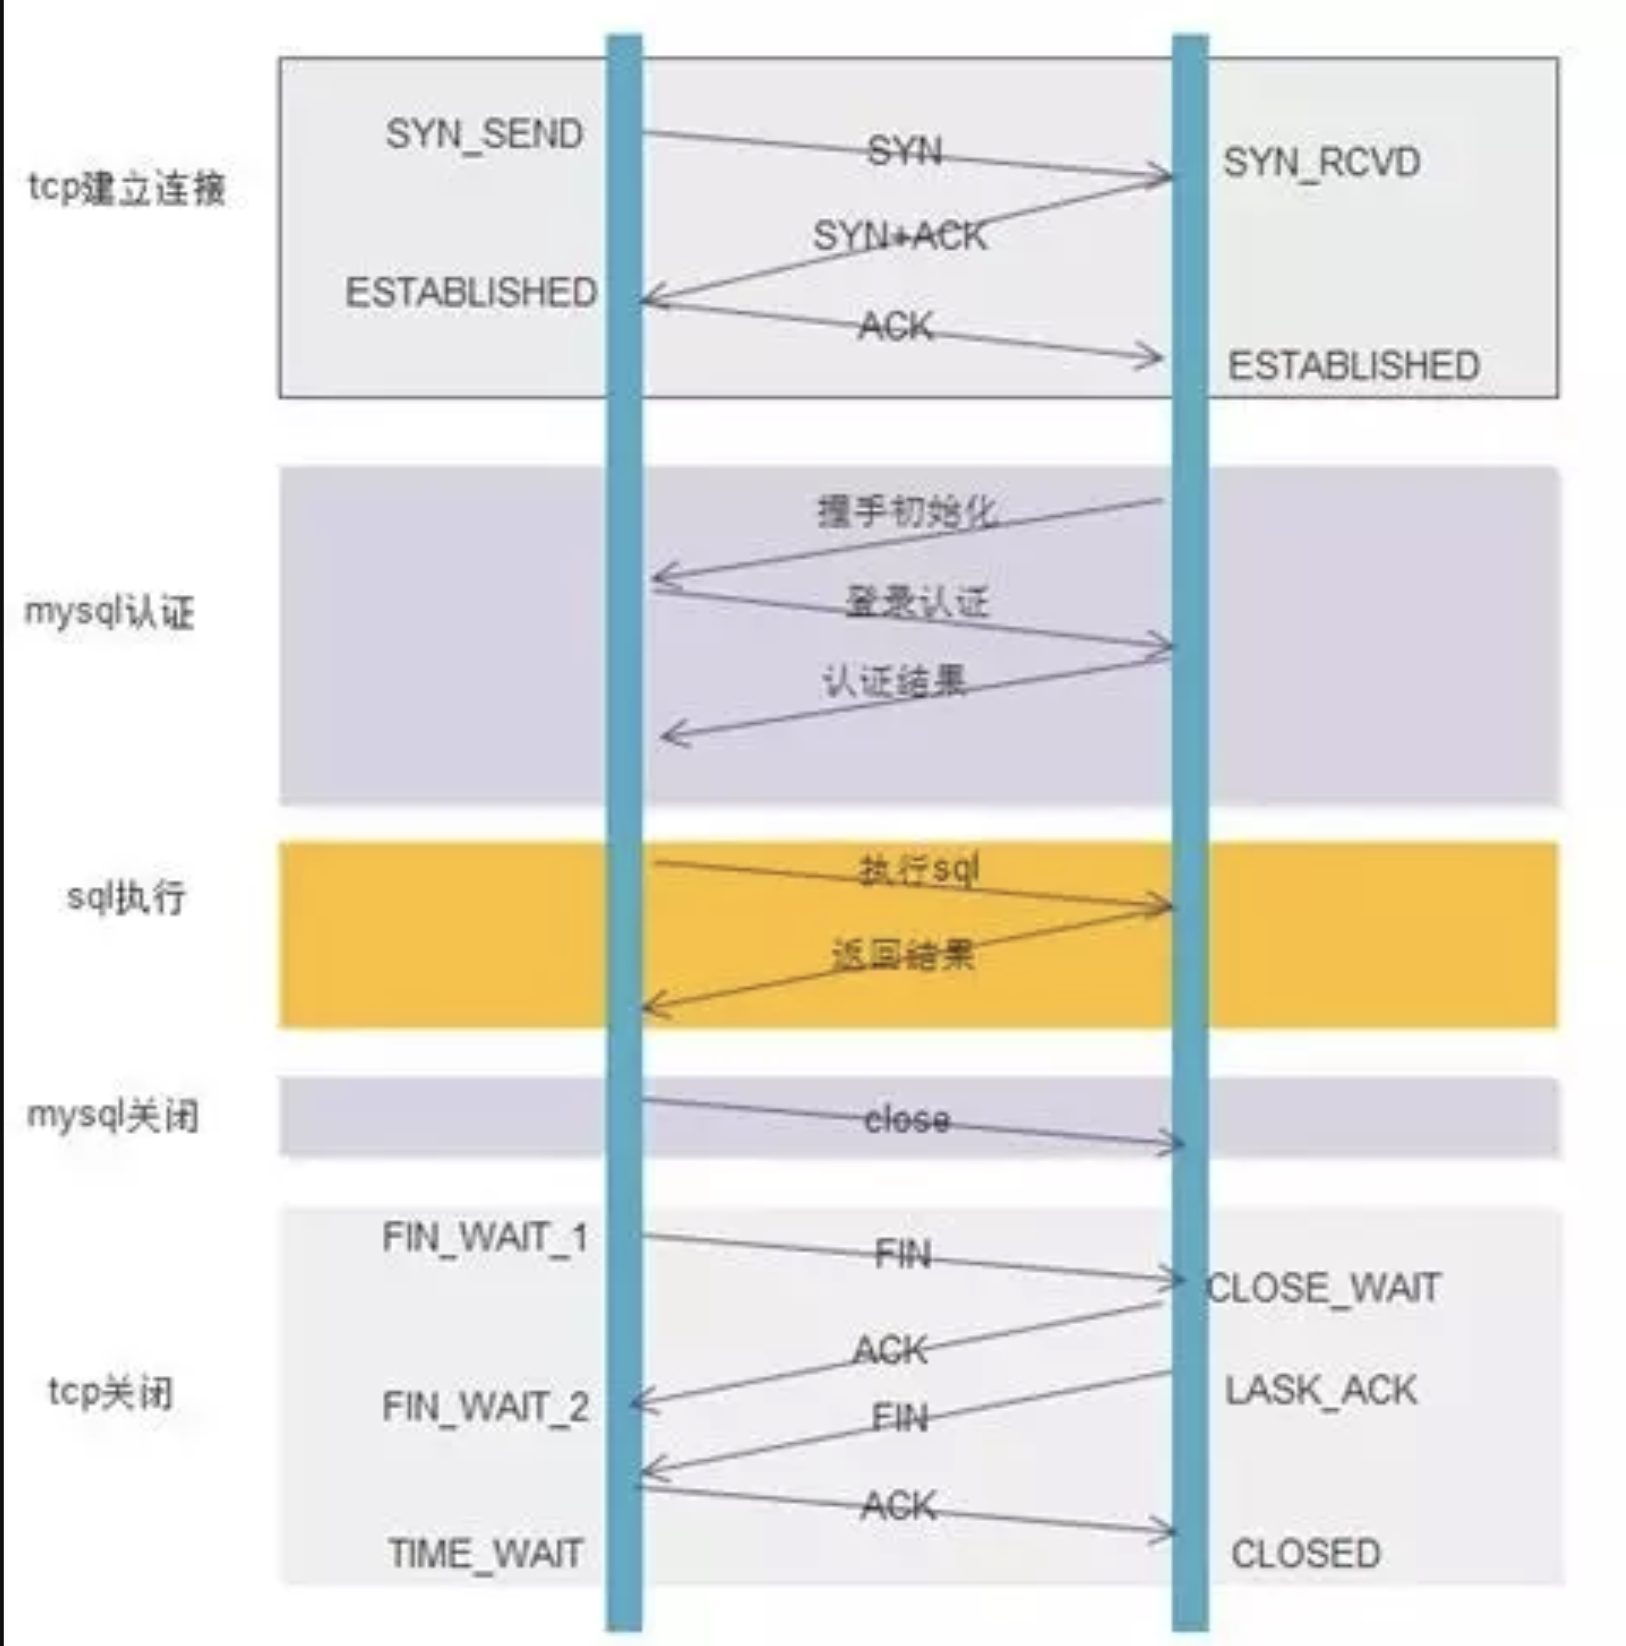 SYN_SEND
SYN
SYN_RCVD
tcp建立连接
SYN+ACK
ESTABLISHED
ACK
ESTABLISHED
握手初始化
mysql认证
登录认证
认证结果
执行sql
sql执行
返回结果
mysql关闭
close
FIN_WAIT_1
FIN
CLOSE_WAIT
ACK
tcp关闭
FIN_WAIT_2
LASK_ACK
FIN
ACK
TIME_WAIT
CLOSED